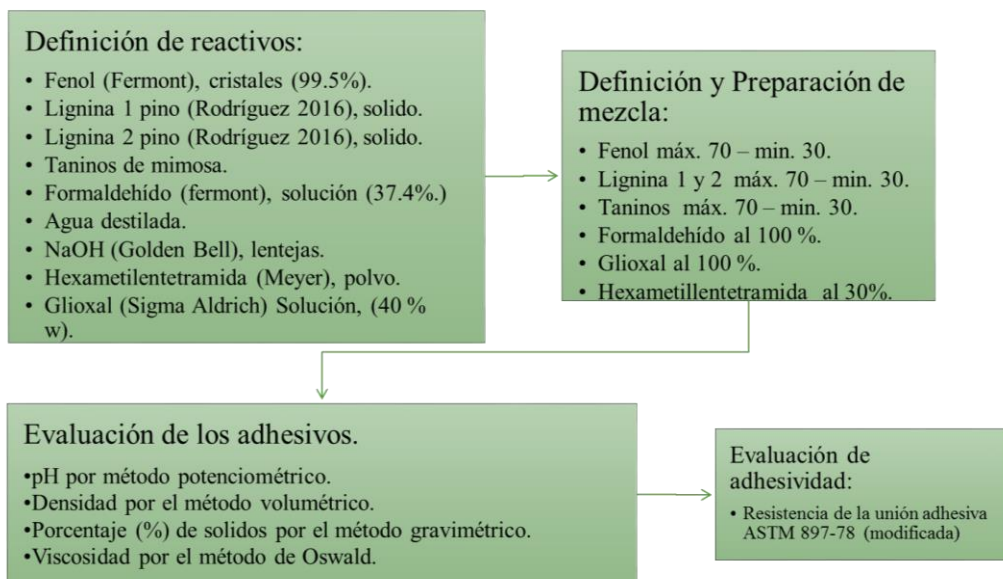 Definición de reactivos:
• Fenol (Fermont), cristales (99.5%).
• Lignina 1 pino (Rodríguez 2016), solido.
• Lignina 2 pino (Rodríguez 2016), solido.
• Taninos de mimosa.
• Formaldehído (fermont), solución (37.4%.)
• Agua destilada.
• NaOH (Golden Bell), lentejas.
• Hexametilentetramida (Meyer), polvo.
• Glioxal (Sigma Aldrich) Solución, (40 %
w).
Definición y Preparación de
mezcla:
• Fenol máx. 70 – min. 30.
• Lignina 1 y 2 máx. 70 – min. 30.
• Taninos máx. 70 – min. 30.
• Formaldehído al 100 %.
• Glioxal al 100 %.
• Hexametillentetramida al 30%.
Evaluación de los adhesivos.
•pH por método potenciométrico.
•Densidad por el método volumétrico.
•Porcentaje (%) de solidos por el método gravimétrico.
•Viscosidad por el método de Oswald.
Evaluación de
adhesividad:
• Resistencia de la unión adhesiva
ASTM 897-78 (modificada)